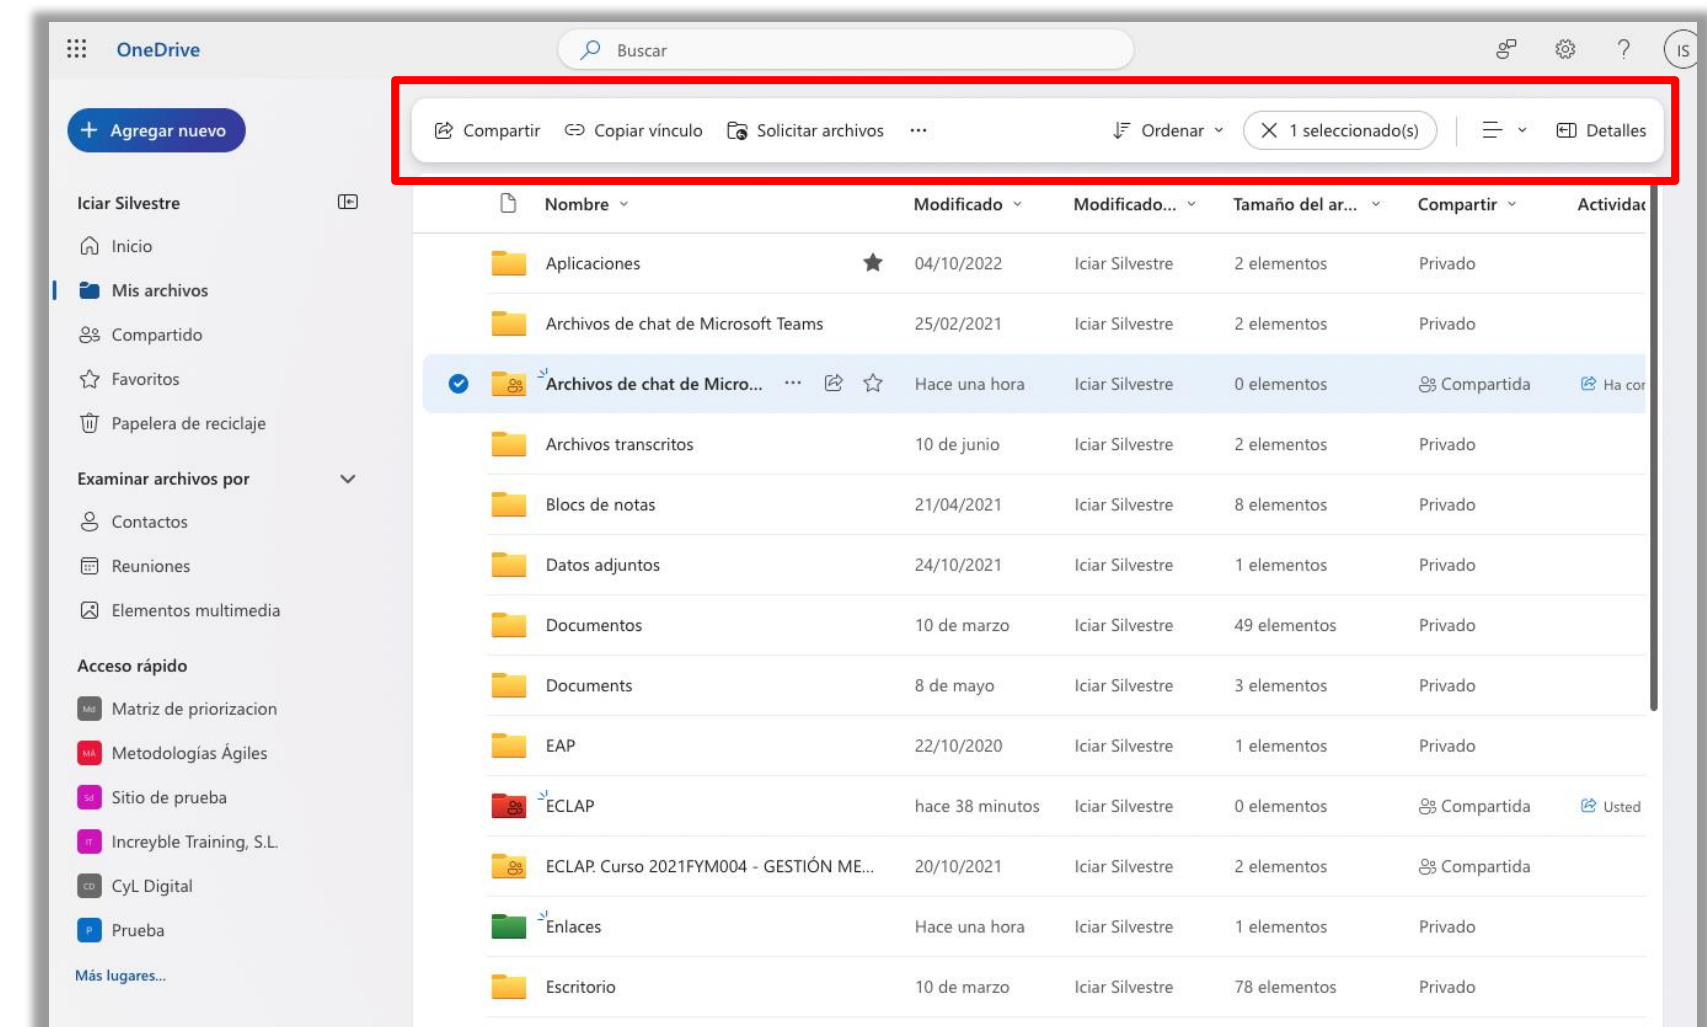 OneDrive
Buscar
IS
Agregar nuevo
Compartir Copiar vínculo Solicitar archivos ... Ordenar 1 seleccionado(s) Detalles
Iciar Silvestre
Inicio
Mis archivos
Compartido
Favoritos
Papelera de reciclaje
Examinar archivos por
Contactos
Reuniones
Elementos multimedia
Acceso rápido
Md Matriz de priorizacion
MÁ Metodologías Ágiles
Sd Sitio de prueba
IT Increyble Training, S.L.
CD CyL Digital
P Prueba
Más lugares...
Nombre Modificado Modificado... Tamaño del ar... Compartir Actividad
Aplicaciones 04/10/2022 Iciar Silvestre 2 elementos Privado
Archivos de chat de Microsoft Teams 25/02/2021 Iciar Silvestre 2 elementos Privado
Archivos de chat de Micro... ... Hace una hora Iciar Silvestre 0 elementos Compartida Ha cor
Archivos transcritos 10 de junio Iciar Silvestre 2 elementos Privado
Blocs de notas 21/04/2021 Iciar Silvestre 8 elementos Privado
Datos adjuntos 24/10/2021 Iciar Silvestre 1 elementos Privado
Documentos 10 de marzo Iciar Silvestre 49 elementos Privado
Documents 8 de mayo Iciar Silvestre 3 elementos Privado
EAP 22/10/2020 Iciar Silvestre 1 elementos Privado
ECLAP hace 38 minutos Iciar Silvestre 0 elementos Compartida Usted
ECLAP. Curso 2021FYM004 - GESTIÓN ME... 20/10/2021 Iciar Silvestre 2 elementos Compartida
Enlaces Hace una hora Iciar Silvestre 1 elementos Privado
Escritorio 10 de marzo Iciar Silvestre 78 elementos Privado